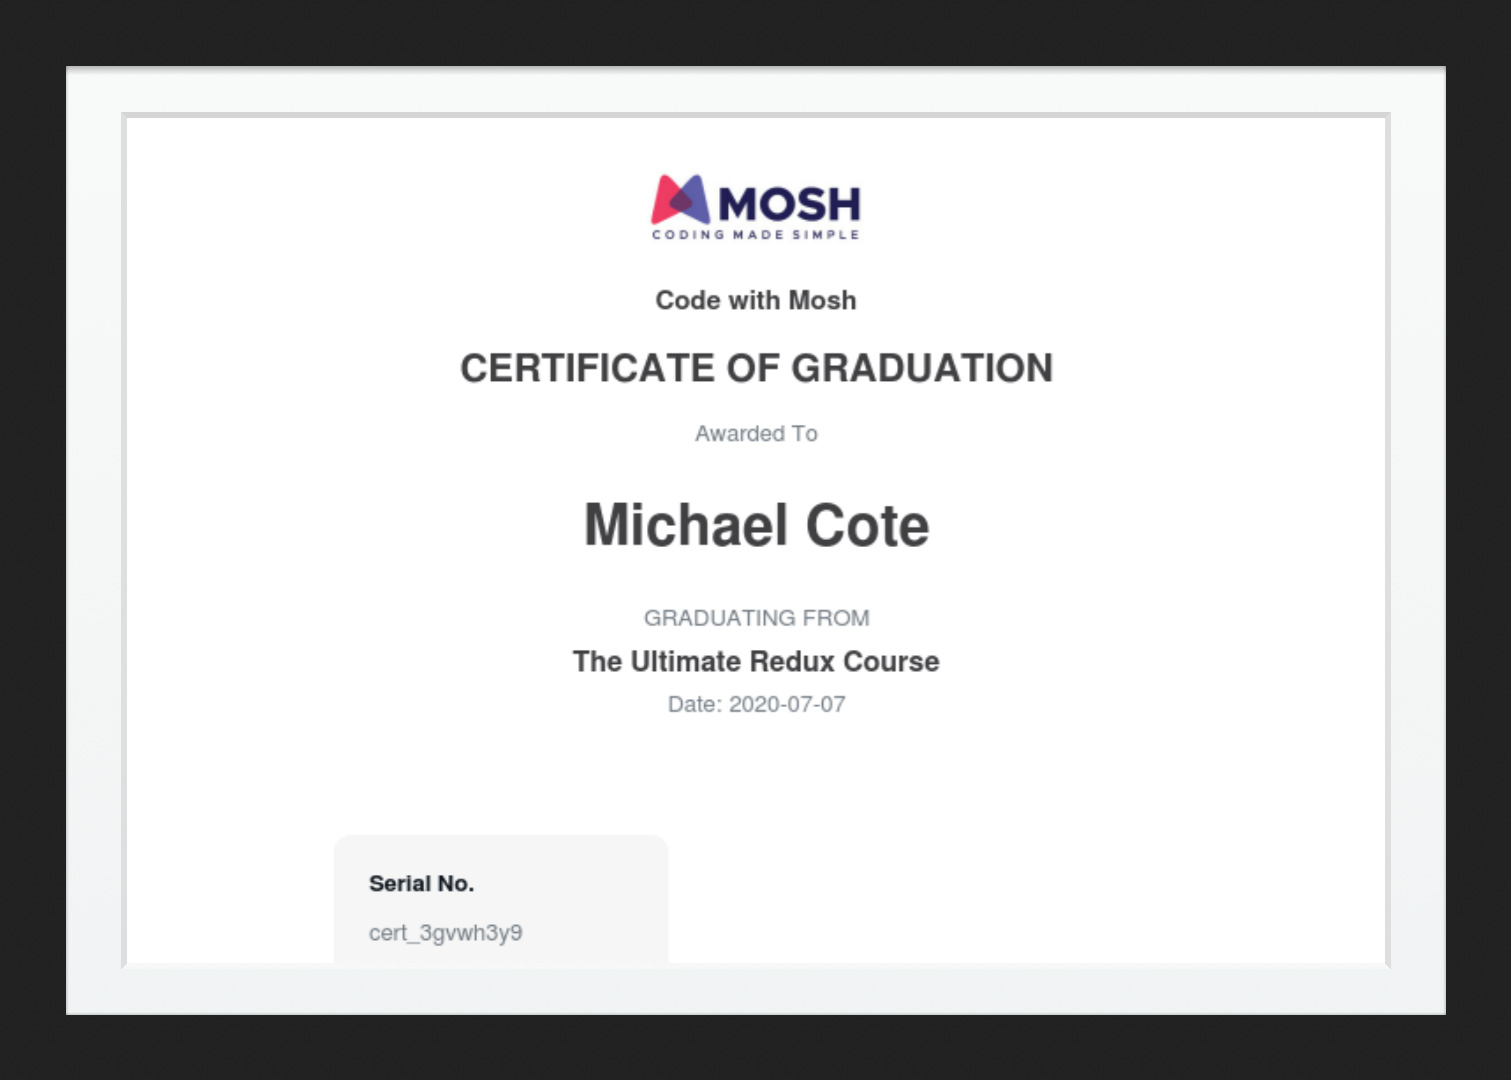 MOSH
CODING MADE SIMPLE
Code with Mosh
CERTIFICATE OF GRADUATION
Awarded To
Michael Cote
GRADUATING FROM
The Ultimate Redux Course
Date: 2020-07-07
Serial No.
cert_3gvwh3y9